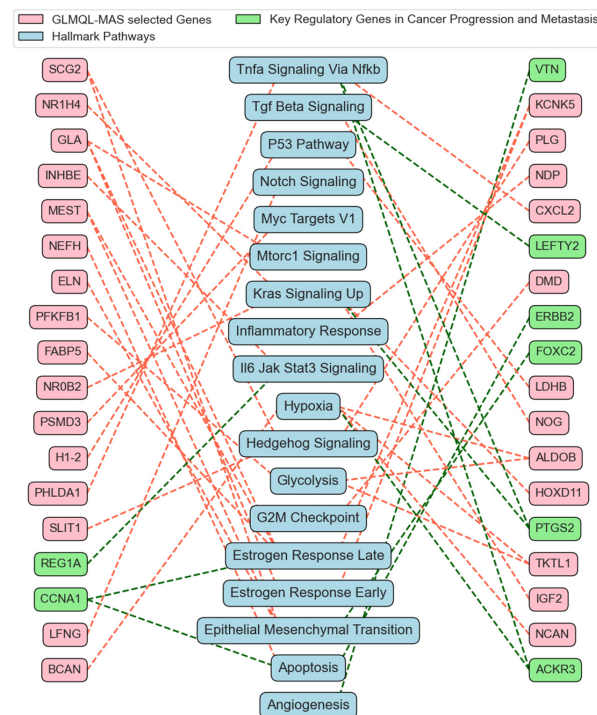 GLMQL-MAS selected Genes
Key Regulatory Genes in Cancer Progression and Metastasis
Hallmark Pathways
SCG2
Tnfa Signaling Via Nfkb
VTN
NR1H4
Tgf Beta Signaling
KCNK5
GLA
P53 Pathway
PLG
INHBE
Notch Signaling
NDP
MEST
Myc Targets V1
CXCL2
NEFH
Mtorc1 Signaling
LEFTY2
ELN
Kras Signaling Up
DMD
PFKFB1
Inflammatory Response
ERBB2
FABP5
Il6 Jak Stat3 Signaling
FOXC2
NR0B2
Hypoxia
LDHB
PSMD3
Hedgehog Signaling
NOG
H1-2
Glycolysis
ALDOB
PHLDA1
G2M Checkpoint
HOXD11
SLIT1
Estrogen Response Late
PTGS2
REG1A
Estrogen Response Early
TKTL1
CCNA1
Epithelial Mesenchymal Transition
IGF2
LFNG
Apoptosis
NCAN
BCAN
Angiogenesis
ACKR3